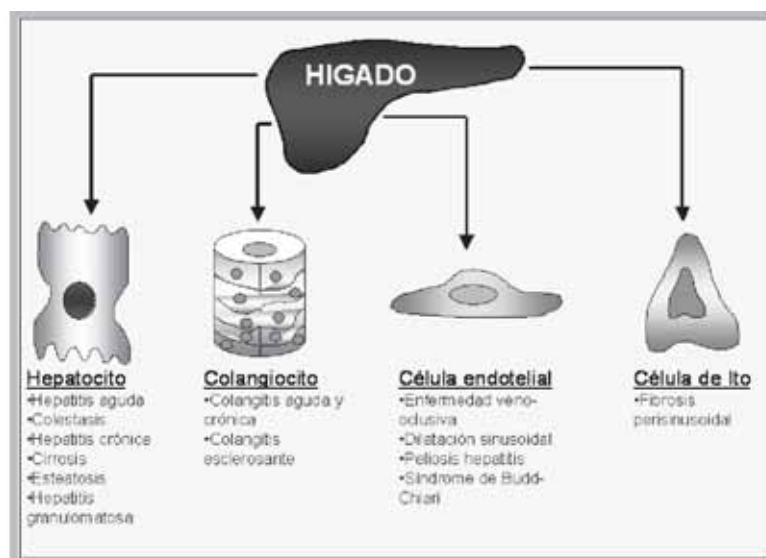 HIGADO
Hepatocito
•Hepatitis aguda
•Colestasis
•Hepatitis crónica
•Cirrosis
•Esteatosis
•Hepatitis
granulomatosa
Colangiocito
•Colangitis aguda y
crónica
•Colangitis
esclerosante
Célula endotelial
•Enfermedad veno-
oclusiva
•Dilatación sinusoidal
•Peliosis hepatitis
•Síndrome de Budd-
Chiari
Célula de Ito
•Fibrosis
perisinusoidal